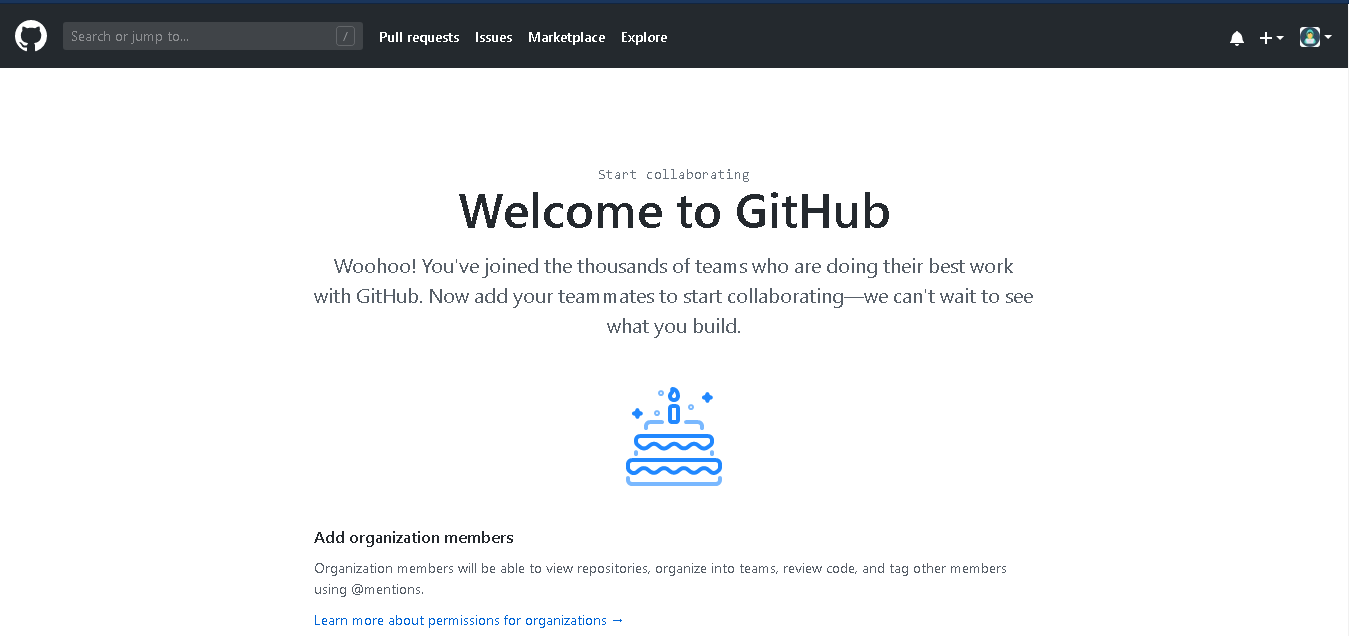 Search or jump to...
/
Pull requests
Issues
Marketplace
Explore
Start collaborating
Welcome to GitHub
Woohoo! You've joined the thousands of teams who are doing their best work
with GitHub. Now add your teammates to start collaborating—we can't wait to see
what you build.
Add organization members
Organization members will be able to view repositories, organize into teams, review code, and tag other members
using @mentions.
Learn more about permissions for organizations →